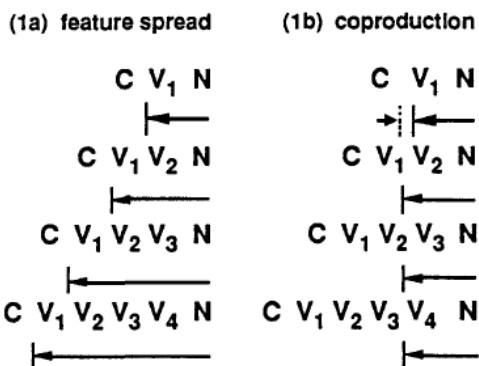 (1a) feature spread
C V₁ N
C V₁ V₂ N
C V₁ V₂ V₃ N
C V₁ V₂ V₃ V₄ N
(1b) coproduction
C V₁ N
C V₁ V₂ N
C V₁ V₂ V₃ N
C V₁ V₂ V₃ V₄ N